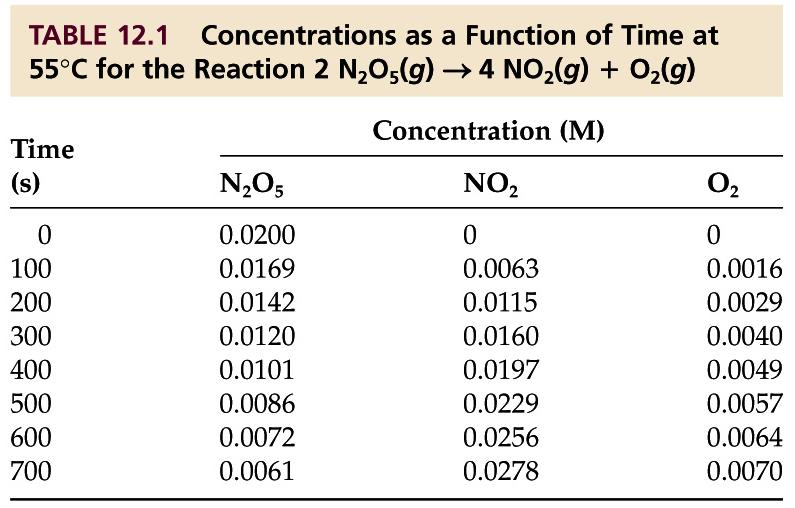 TABLE 12.1 Concentrations as a Function of Time at
55°C for the Reaction 2 N₂O₅(g) → 4 NO₂(g) + O₂(g)
Concentration (M)
Time
(s) N₂O₅ NO₂ O₂
0 0.0200 0 0
100 0.0169 0.0063 0.0016
200 0.0142 0.0115 0.0029
300 0.0120 0.0160 0.0040
400 0.0101 0.0197 0.0049
500 0.0086 0.0229 0.0057
600 0.0072 0.0256 0.0064
700 0.0061 0.0278 0.0070